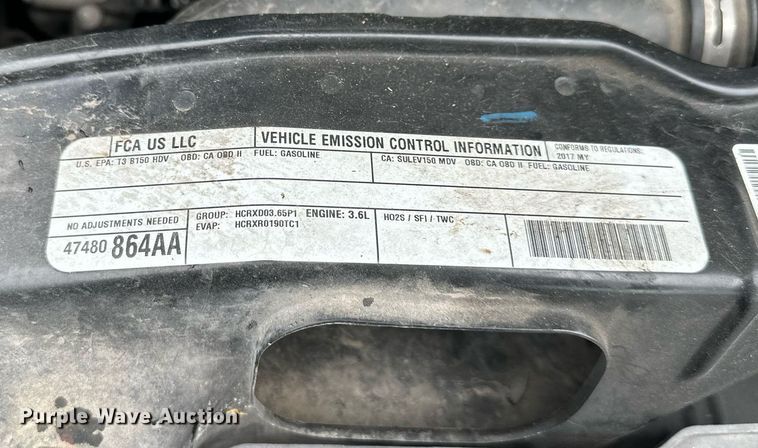 FCA US LLC
VEHICLE EMISSION CONTROL INFORMATION
CONFORMS TO REGULATIONS:
2017 MY
U.S. EPA: T3 B150 HDV OBD: CA OBD II FUEL: GASOLINE
CA: SULEV150 MDV OBD: CA OBD II FUEL: GASOLINE
NO ADJUSTMENTS NEEDED
47480 864AA
GROUP: HCRXD03.65P1 ENGINE: 3.6L
EVAP: HCRXR0190TC1
HO2S / SFI / TWC
Purple Wave Auction